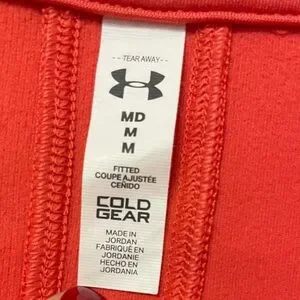 -- TEAR AWAY --
MD
M
M
FITTED
COUPE AJUSTÉE
CEÑIDO
COLD
GEAR
MADE IN
JORDAN
FABRIQUÉ EN
JORDANIE
HECHO EN
JORDANIA